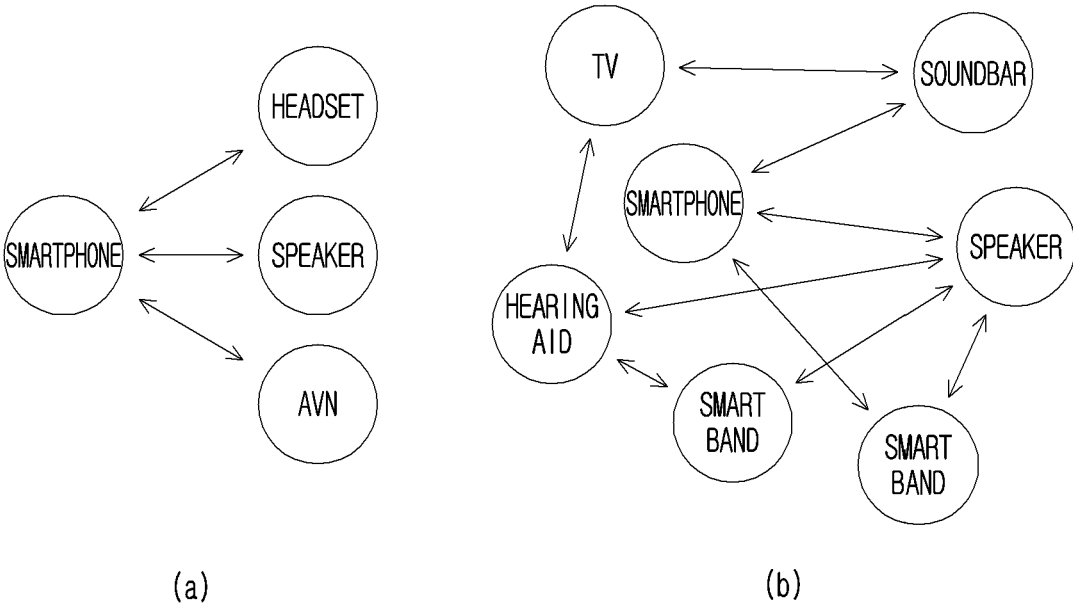 HEADSET
SMARTPHONE
SPEAKER
AVN
(a)
TV
SOUNDBAR
SMARTPHONE
SPEAKER
HEARING
AID
SMART
BAND
SMART
BAND
(b)